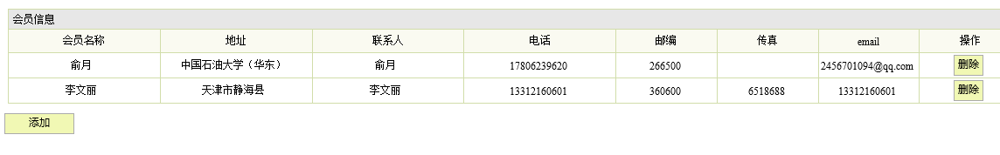 会员信息
会员名称 地址 联系人 电话 邮编 传真 email 操作
俞月 中国石油大学（华东） 俞月 17806239620 266500 2456701094@qq.com 删除
李文丽 天津市静海县 李文丽 13312160601 360600 6518688 13312160601 删除
添加